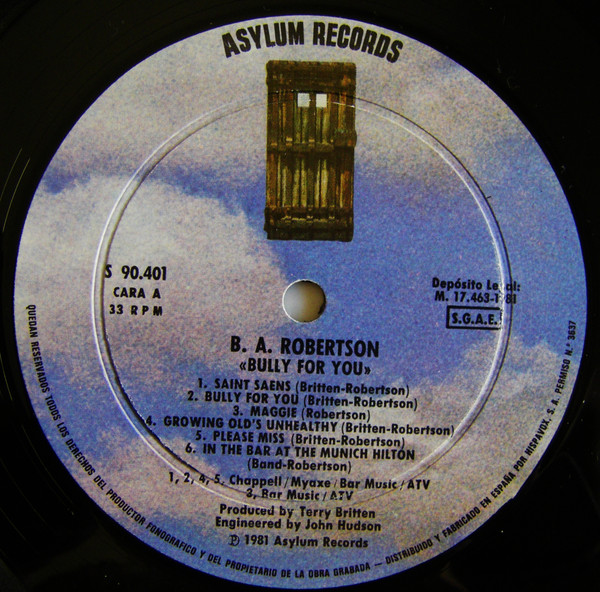 ASYLUM RECORDS
S 90.401
CARA A
33 RPM
Depósito Legal:
M. 17.463-1981
S.G.A.E.
B. A. ROBERTSON
«BULLY FOR YOU»
1. SAINT SAENS (Britten-Robertson)
2. BULLY FOR YOU (Britten-Robertson)
3. MAGGIE (Robertson)
4. GROWING OLD'S UNHEALTHY (Britten-Robertson)
5. PLEASE MISS (Britten-Robertson)
6. IN THE BAR AT THE MUNICH HILTON
(Band-Robertson)
1, 2, 4, 5, Chappell/Myaxe/Bar Music/ATV
3, Bar Music/ATV
Produced by Terry Britten
Engineered by John Hudson
℗ 1981 Asylum Records
QUEDAN RESERVADOS TODOS LOS DERECHOS DEL PRODUCTOR FONOGRAFICO Y DEL PROPIETARIO DE LA OBRA GRABADA – DISTRIBUIDO Y FABRICADO EN ESPAÑA POR HISPAVOX, S. A. PERMISO N.º 3637